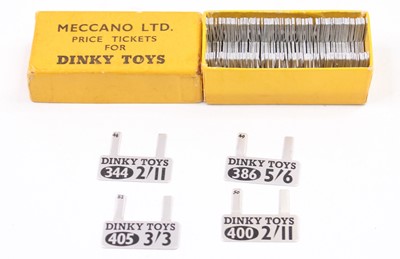 MECCANO LTD.
PRICE TICKETS
FOR
DINKY TOYS
DINKY TOYS
344 2/11
DINKY TOYS
386 5/6
DINKY TOYS
405 3/3
50
DINKY TOYS
400 2/11